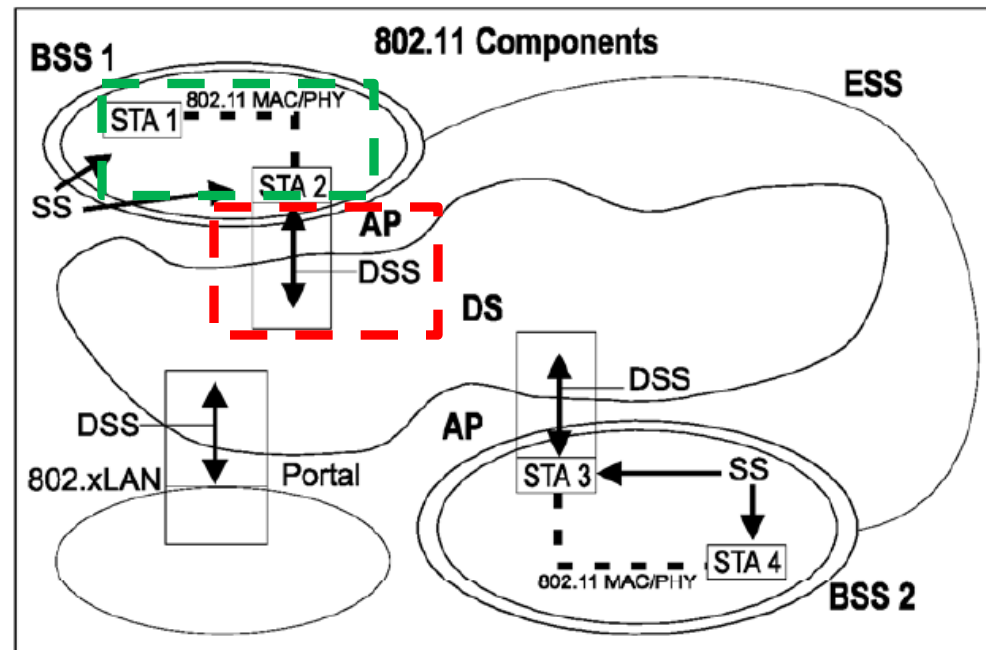 802.11 Components
BSS 1
ESS
802.11 MAC/PHY
STA 1
STA 2
SS
AP
DSS
DS
DSS
DSS
AP
802.xLAN
Portal
STA 3
SS
STA 4
802.11 MAC/PHY
BSS 2